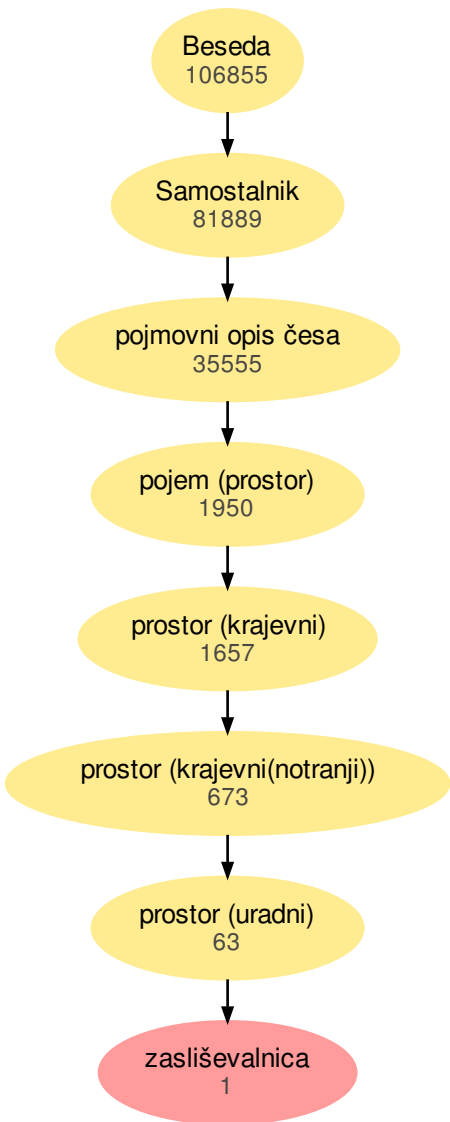 Beseda
106855
Samostalnik
81889
pojmovni opis česa
35555
pojem (prostor)
1950
prostor (krajevni)
1657
prostor (krajevni(notranji))
673
prostor (uradni)
63
zasliševalnica
1